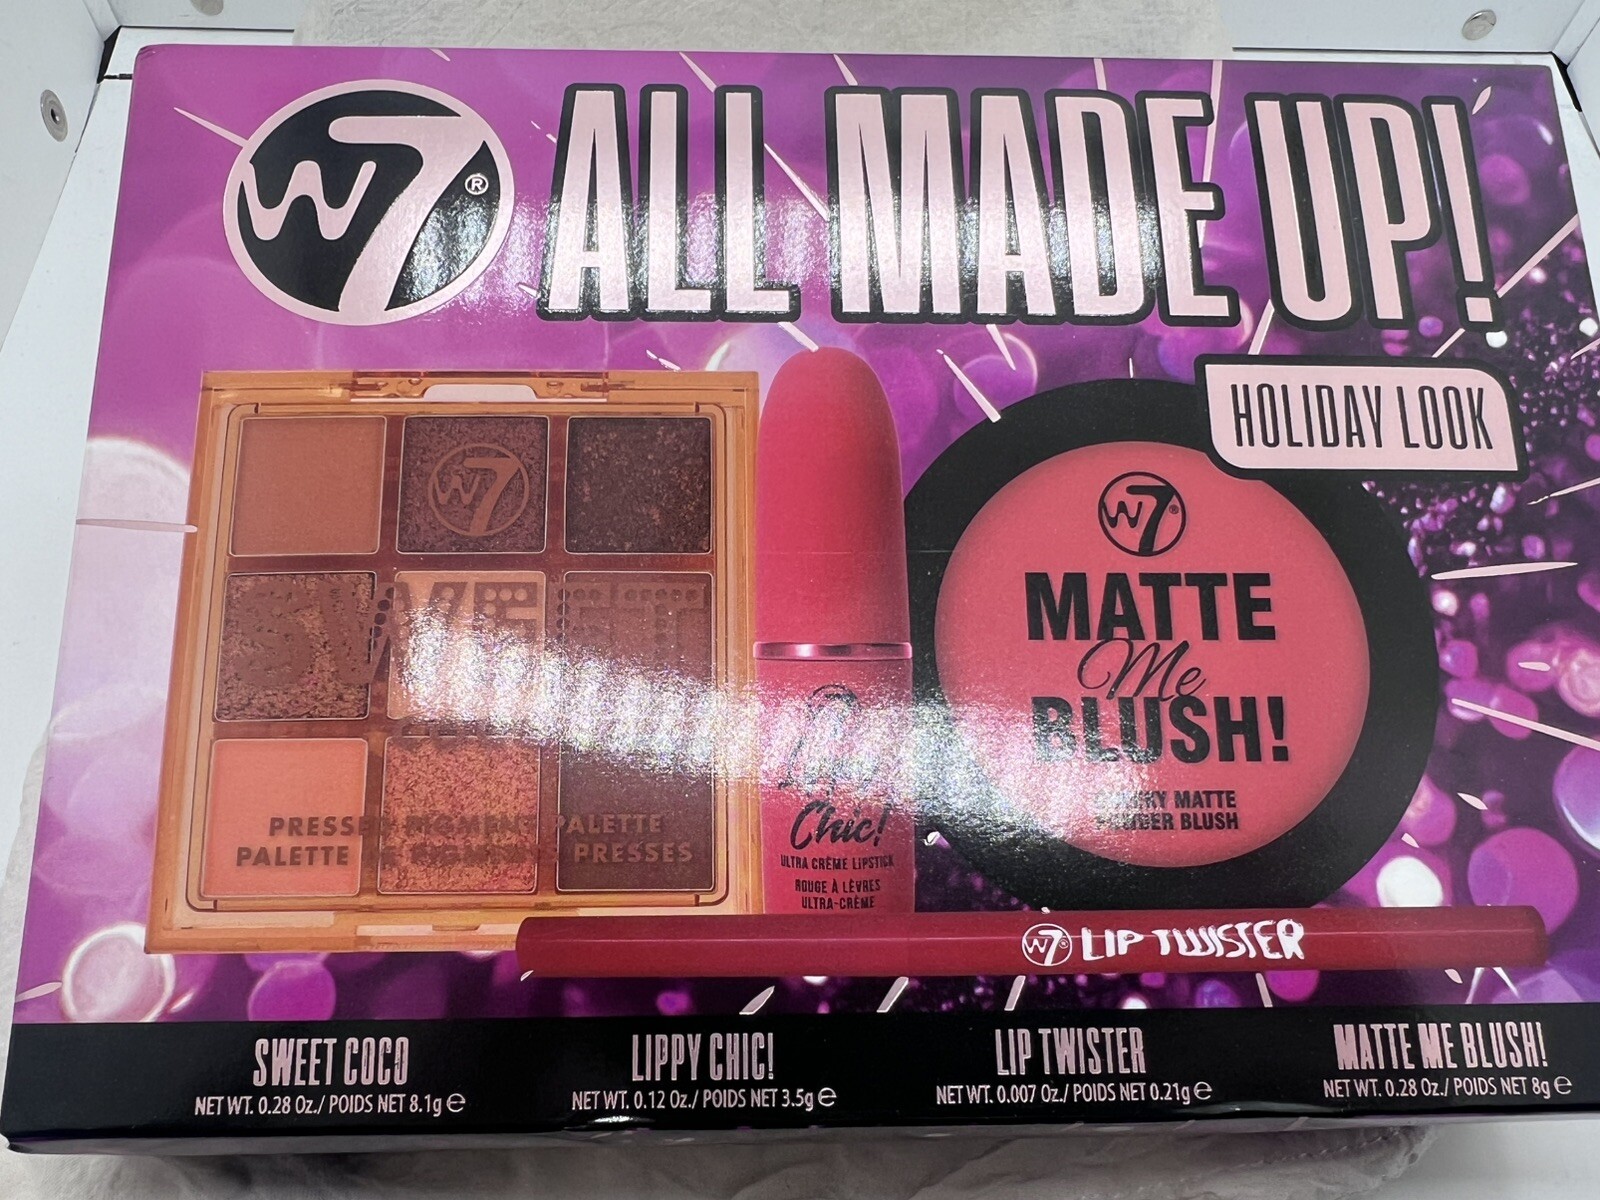 W7® ALL MADE UP!
HOLIDAY LOOK
W7
SWEET
PRESSED PIGMENT PALETTE
PALETTE PIGMENTS PRESSES
Chic!
ULTRA CRÈME LIPSTICK
ROUGE À LÈVRES
ULTRA-CRÈME
W7®
MATTE
Me
BLUSH!
MATTE
POWDER BLUSH
W7® LIP TWISTER
SWEET COCO
NET WT. 0.28 Oz./ POIDS NET 8.1g ℮
LIPPY CHIC!
NET WT. 0.12 Oz./ POIDS NET 3.5g ℮
LIP TWISTER
NET WT. 0.007 Oz./ POIDS NET 0.21g ℮
MATTE ME BLUSH!
NET WT. 0.28 Oz./ POIDS NET 8g ℮